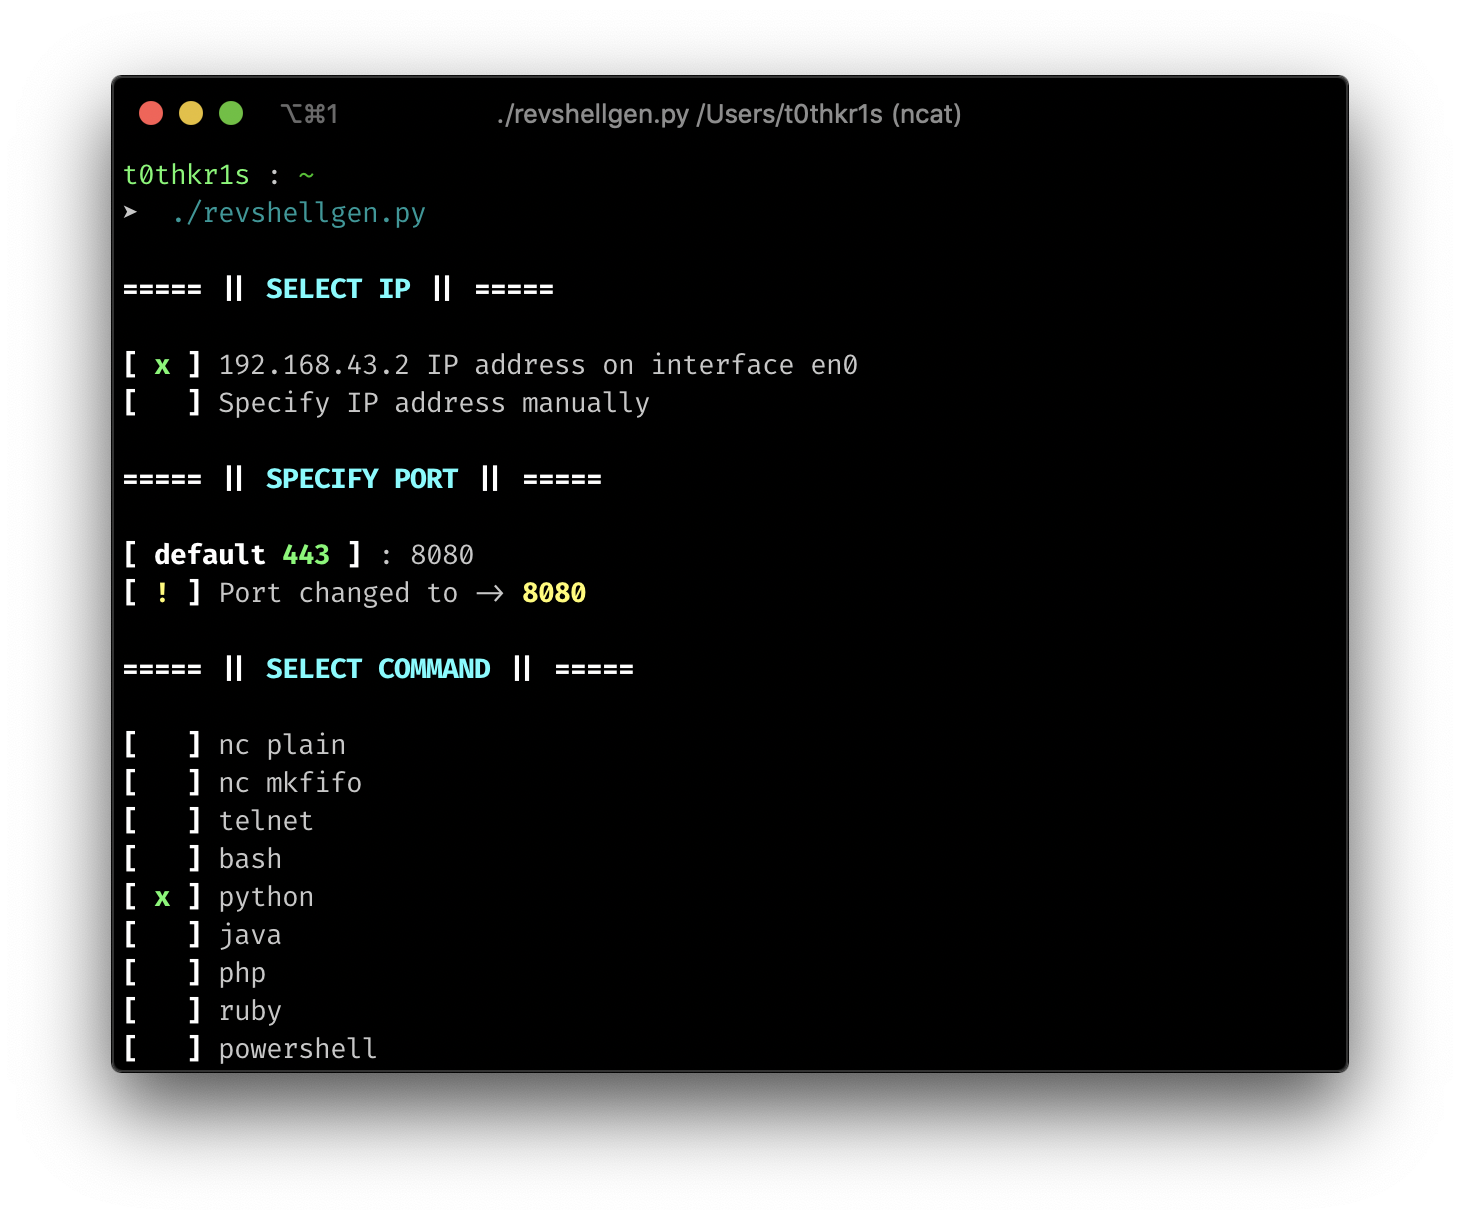 ⌥⌘1 ./revshellgen.py /Users/t0thkr1s (ncat)
t0thkr1s : ~
➤ ./revshellgen.py
===== || SELECT IP || =====
[ x ] 192.168.43.2 IP address on interface en0
[   ] Specify IP address manually
===== || SPECIFY PORT || =====
[ default 443 ] : 8080
[ ! ] Port changed to -> 8080
===== || SELECT COMMAND || =====
[   ] nc plain
[   ] nc mkfifo
[   ] telnet
[   ] bash
[ x ] python
[   ] java
[   ] php
[   ] ruby
[   ] powershell